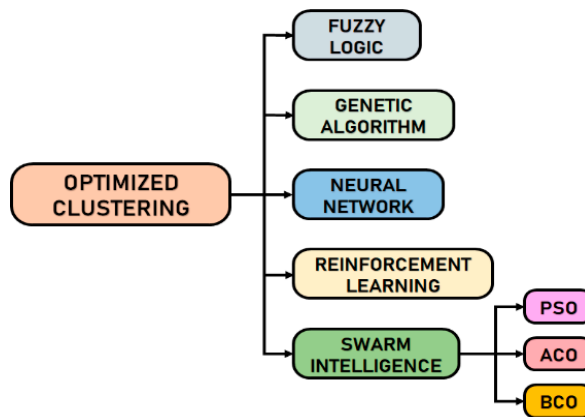 FUZZY
LOGIC
GENETIC
ALGORITHM
OPTIMIZED
CLUSTERING
NEURAL
NETWORK
REINFORCEMENT
LEARNING
SWARM
INTELLIGENCE
PSO
ACO
BCO